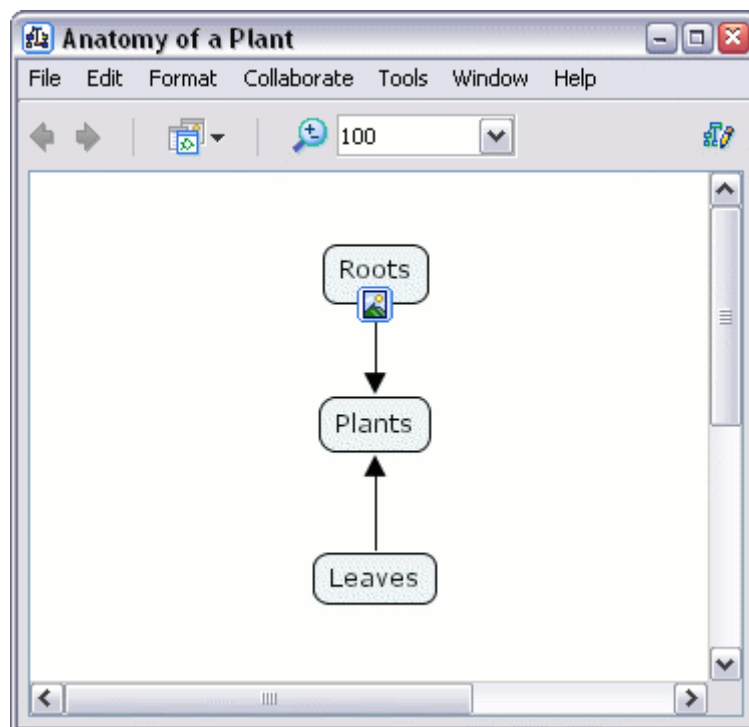 Anatomy of a Plant
File Edit Format Collaborate Tools Window Help
100
Roots
Plants
Leaves